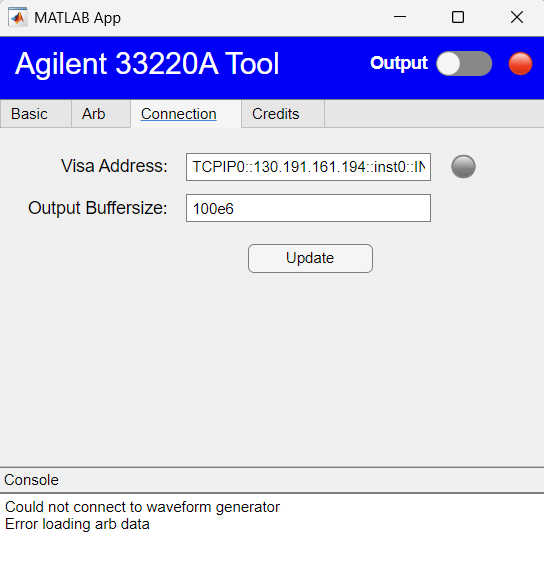 MATLAB App
Agilent 33220A Tool
Output
Basic Arb Connection Credits
Visa Address: TCPIP0::130.191.161.194::inst0::IN
Output Buffersize: 100e6
Update
Console
Could not connect to waveform generator
Error loading arb data